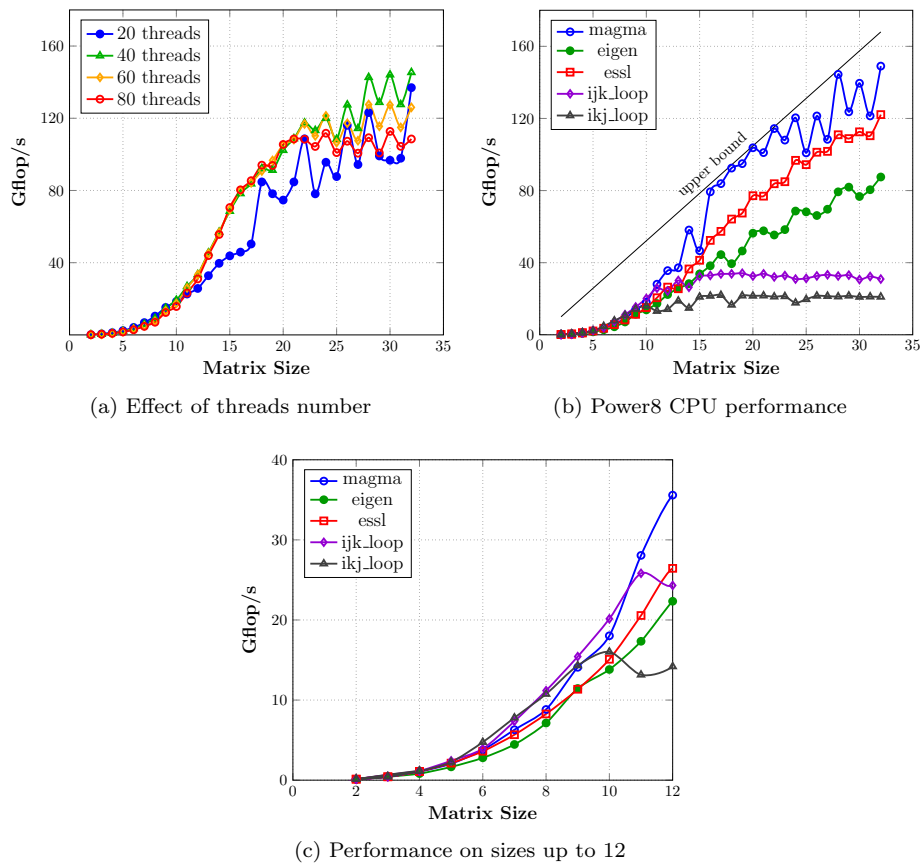 20 threads
40 threads
60 threads
80 threads
Gflop/s
160
120
80
40
0
0 5 10 15 20 25 30 35
Matrix Size
(a) Effect of threads number
magma
eigen
essl
ijk_loop
ikj_loop
upper bound
Gflop/s
160
120
80
40
0 5 10 15 20 25 30 35
Matrix Size
(b) Power8 CPU performance
magma
eigen
essl
ijk_loop
ikj_loop
Gflop/s
40
30
20
10
0
0 2 4 6 8 10 12
Matrix Size
(c) Performance on sizes up to 12